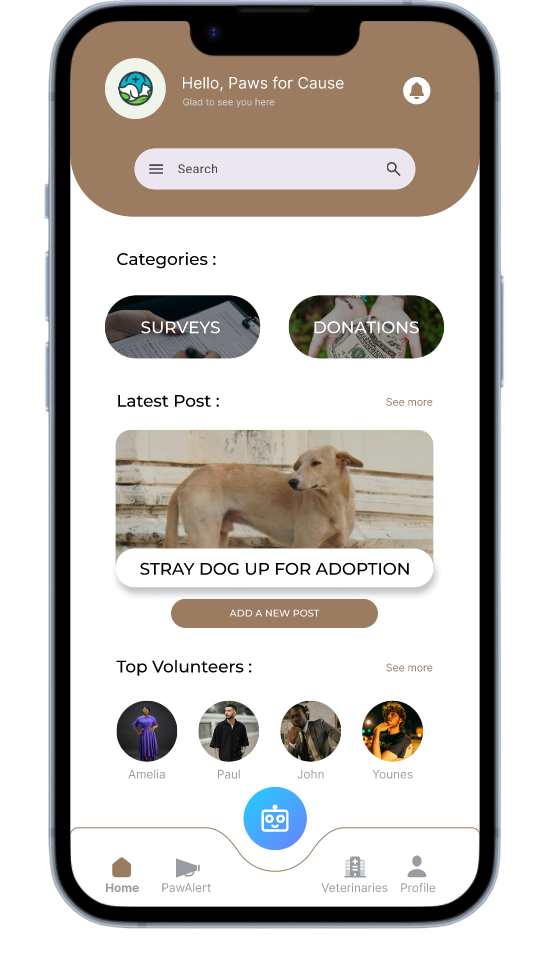 Hello, Paws for Cause
Glad to see you here
Search
Categories :
SURVEYS
DONATIONS
Latest Post :
See more
STRAY DOG UP FOR ADOPTION
ADD A NEW POST
Top Volunteers :
See more
Amelia
Paul
John
Younes
Home
PawAlert
Veterinaries
Profile